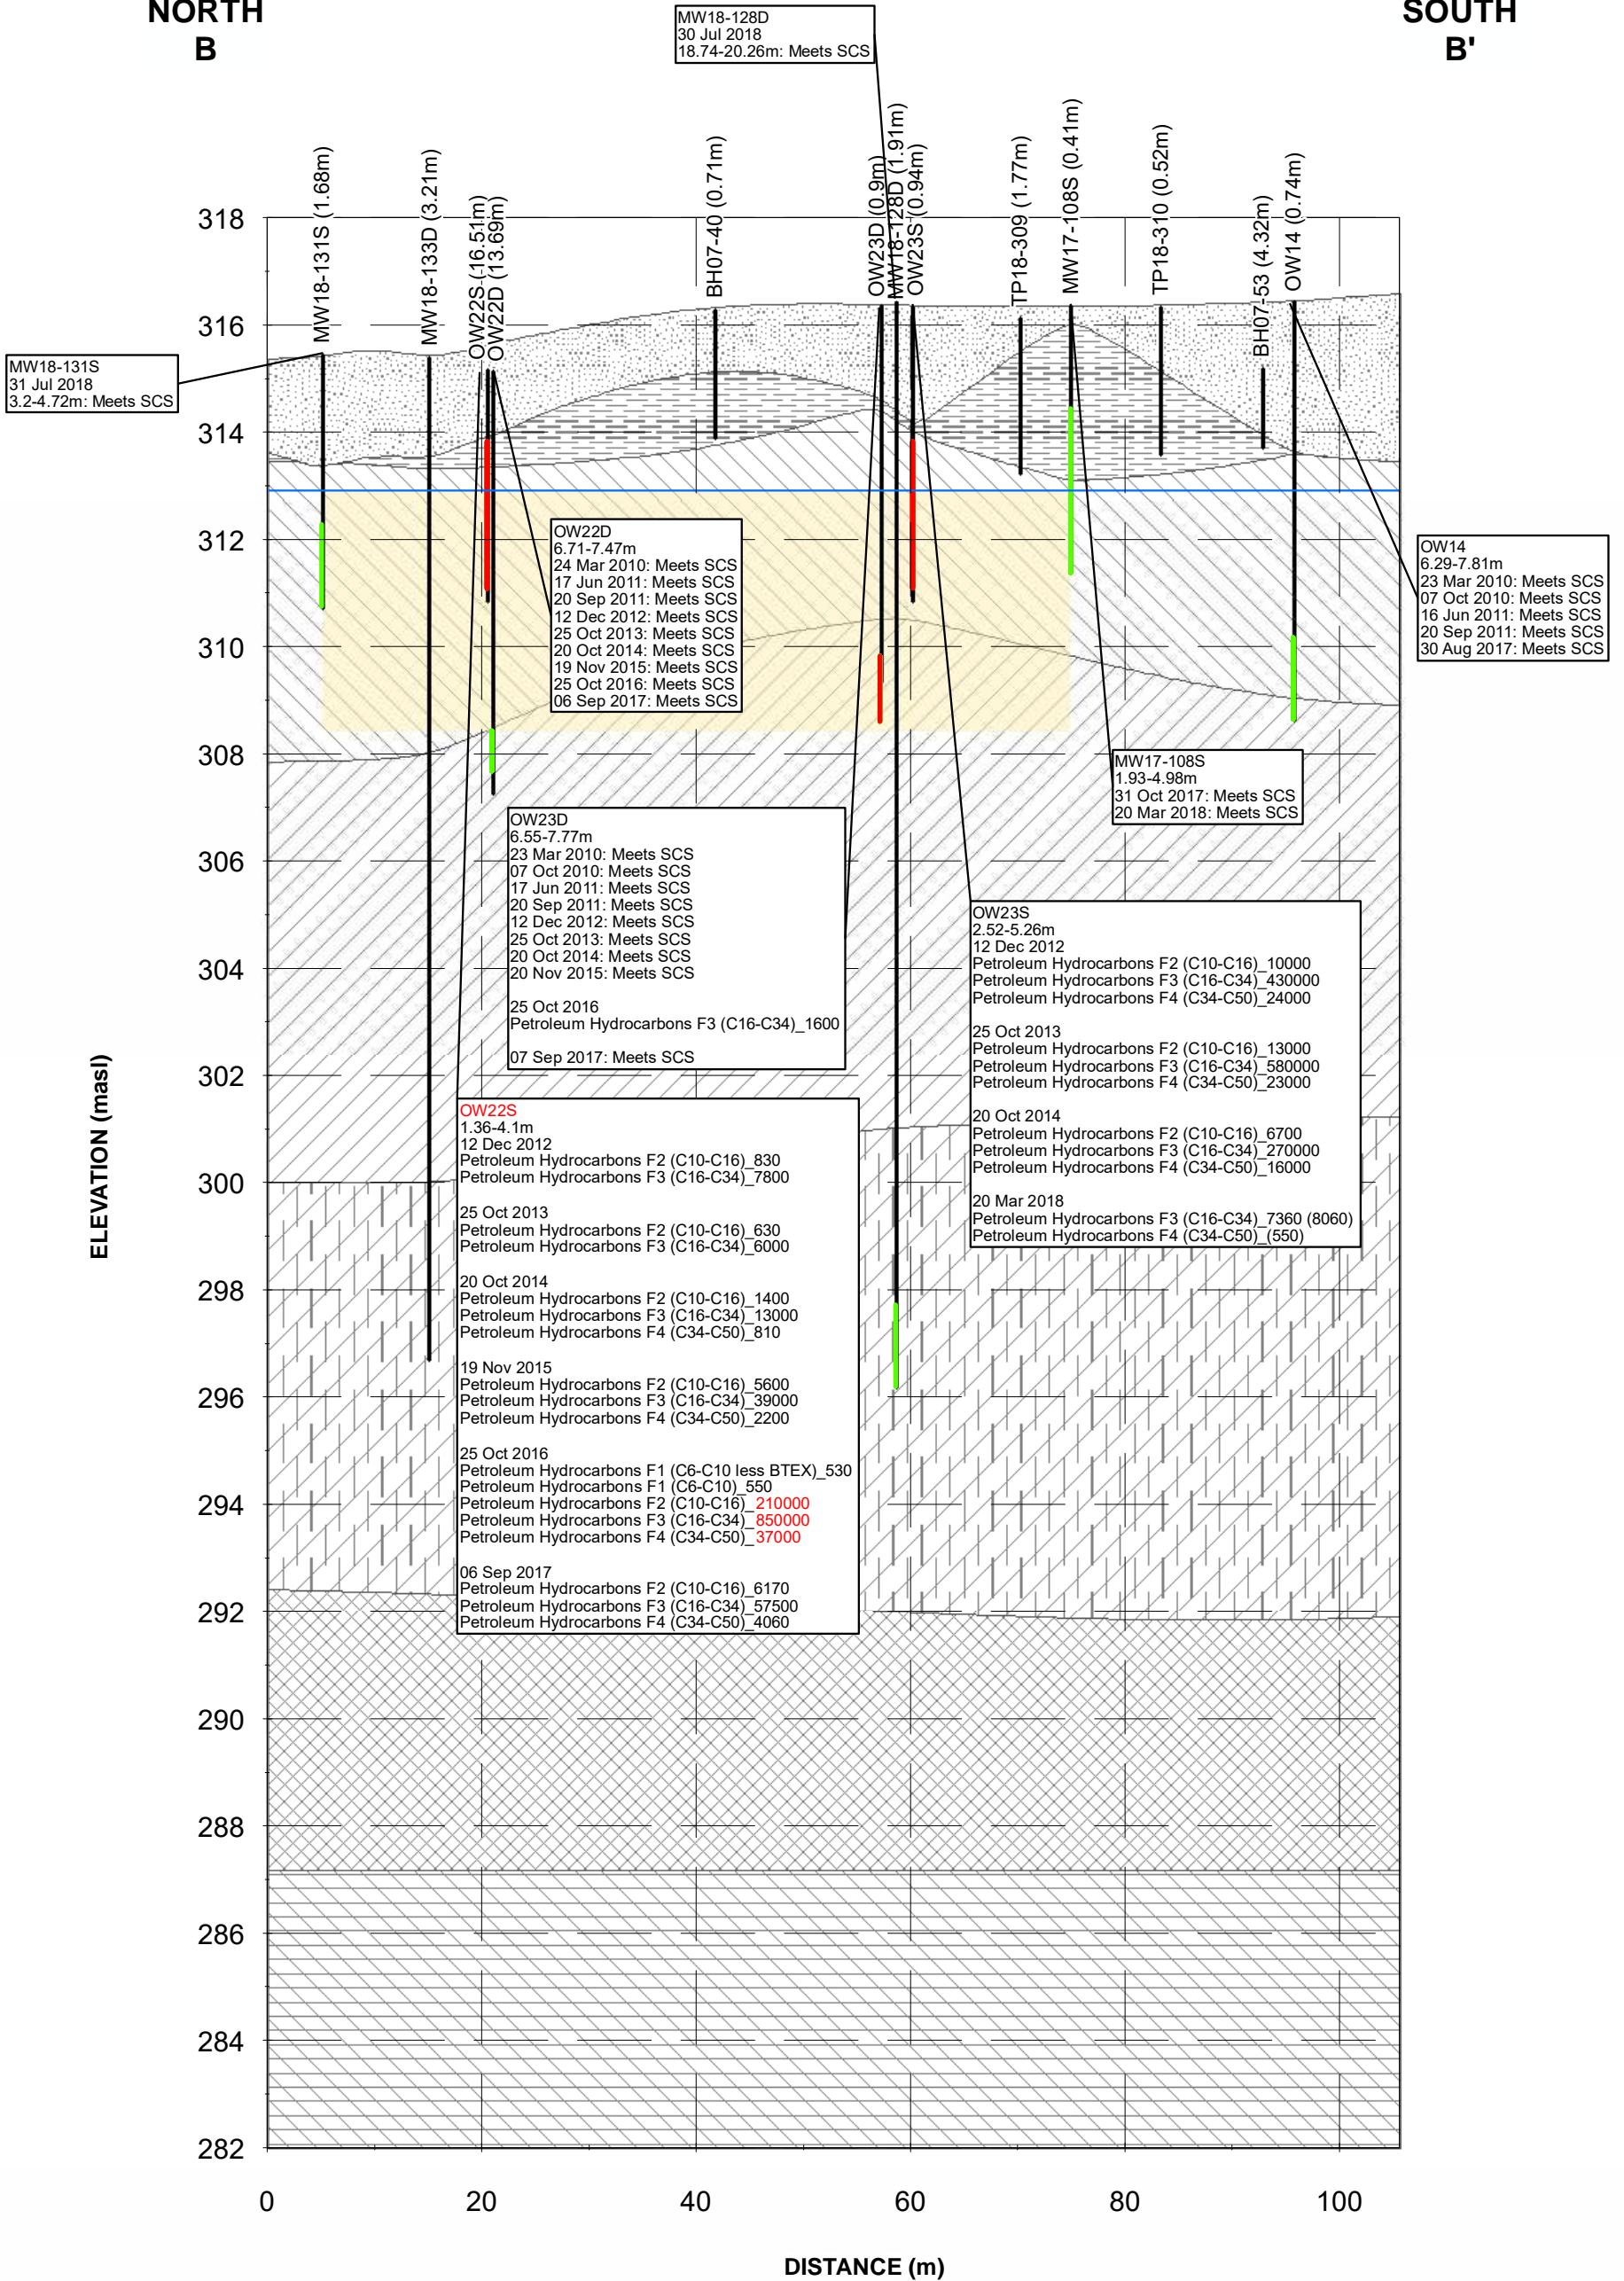 NORTH
B
SOUTH
B'
MW18-128D
30 Jul 2018
18.74-20.26m: Meets SCS
MW18-131S (1.68m)
MW18-133D (3.21m)
OW22S (16.51m)
OW22D (13.69m)
BH07-40 (0.71m)
OW23D (0.9m)
MW18-128D (1.91m)
OW23S (0.94m)
TP18-309 (1.77m)
MW17-108S (0.41m)
TP18-310 (0.52m)
BH07-53 (4.32m)
OW14 (0.74m)
MW18-131S
31 Jul 2018
3.2-4.72m: Meets SCS
OW22D
6.71-7.47m
24 Mar 2010: Meets SCS
17 Jun 2011: Meets SCS
20 Sep 2011: Meets SCS
12 Dec 2012: Meets SCS
25 Oct 2013: Meets SCS
20 Oct 2014: Meets SCS
19 Nov 2015: Meets SCS
25 Oct 2016: Meets SCS
06 Sep 2017: Meets SCS
OW14
6.29-7.81m
23 Mar 2010: Meets SCS
07 Oct 2010: Meets SCS
16 Jun 2011: Meets SCS
20 Sep 2011: Meets SCS
30 Aug 2017: Meets SCS
MW17-108S
1.93-4.98m
31 Oct 2017: Meets SCS
20 Mar 2018: Meets SCS
OW23D
6.55-7.77m
23 Mar 2010: Meets SCS
07 Oct 2010: Meets SCS
17 Jun 2011: Meets SCS
20 Sep 2011: Meets SCS
12 Dec 2012: Meets SCS
25 Oct 2013: Meets SCS
20 Oct 2014: Meets SCS
20 Nov 2015: Meets SCS
25 Oct 2016
Petroleum Hydrocarbons F3 (C16-C34)_1600
07 Sep 2017: Meets SCS
OW23S
2.52-5.26m
12 Dec 2012
Petroleum Hydrocarbons F2 (C10-C16)_10000
Petroleum Hydrocarbons F3 (C16-C34)_430000
Petroleum Hydrocarbons F4 (C34-C50)_24000
25 Oct 2013
Petroleum Hydrocarbons F2 (C10-C16)_13000
Petroleum Hydrocarbons F3 (C16-C34)_580000
Petroleum Hydrocarbons F4 (C34-C50)_23000
20 Oct 2014
Petroleum Hydrocarbons F2 (C10-C16)_6700
Petroleum Hydrocarbons F3 (C16-C34)_270000
Petroleum Hydrocarbons F4 (C34-C50)_16000
20 Mar 2018
Petroleum Hydrocarbons F3 (C16-C34)_7360 (8060)
Petroleum Hydrocarbons F4 (C34-C50)_(550)
OW22S
1.36-4.1m
12 Dec 2012
Petroleum Hydrocarbons F2 (C10-C16)_830
Petroleum Hydrocarbons F3 (C16-C34)_7800
25 Oct 2013
Petroleum Hydrocarbons F2 (C10-C16)_630
Petroleum Hydrocarbons F3 (C16-C34)_6000
20 Oct 2014
Petroleum Hydrocarbons F2 (C10-C16)_1400
Petroleum Hydrocarbons F3 (C16-C34)_13000
Petroleum Hydrocarbons F4 (C34-C50)_810
19 Nov 2015
Petroleum Hydrocarbons F2 (C10-C16)_5600
Petroleum Hydrocarbons F3 (C16-C34)_39000
Petroleum Hydrocarbons F4 (C34-C50)_2200
25 Oct 2016
Petroleum Hydrocarbons F1 (C6-C10 less BTEX)_530
Petroleum Hydrocarbons F1 (C6-C10)_550
Petroleum Hydrocarbons F2 (C10-C16)_210000
Petroleum Hydrocarbons F3 (C16-C34)_850000
Petroleum Hydrocarbons F4 (C34-C50)_37000
06 Sep 2017
Petroleum Hydrocarbons F2 (C10-C16)_6170
Petroleum Hydrocarbons F3 (C16-C34)_57500
Petroleum Hydrocarbons F4 (C34-C50)_4060
ELEVATION (masl)
318
316
314
312
310
308
306
304
302
300
298
296
294
292
290
288
286
284
282
0 20 40 60 80 100
DISTANCE (m)